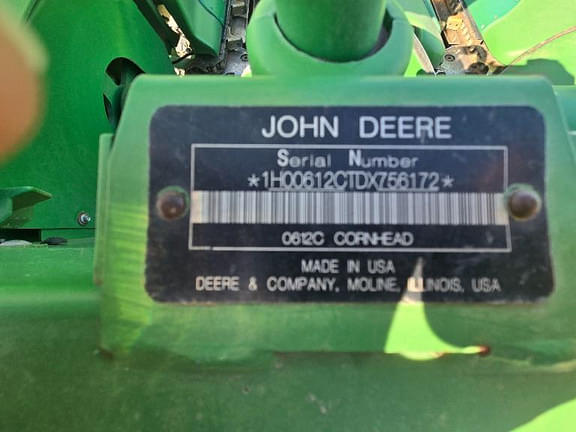 JOHN DEERE
Serial Number
*1H00612CTDX756172*
0612C CORNHEAD
MADE IN USA
DEERE & COMPANY, MOLINE, ILLINOIS, USA